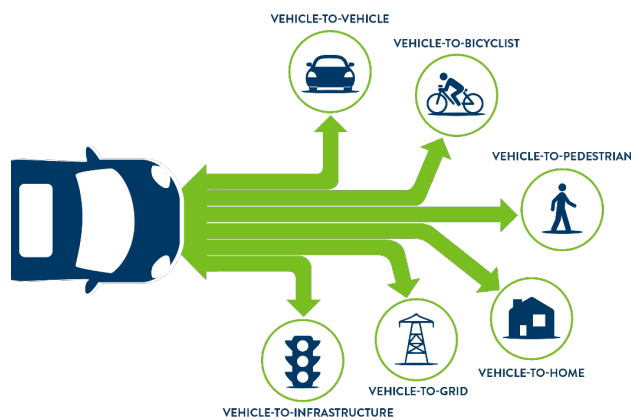 VEHICLE-TO-VEHICLE
VEHICLE-TO-BICYCLIST
VEHICLE-TO-PEDESTRIAN
VEHICLE-TO-HOME
VEHICLE-TO-GRID
VEHICLE-TO-INFRASTRUCTURE